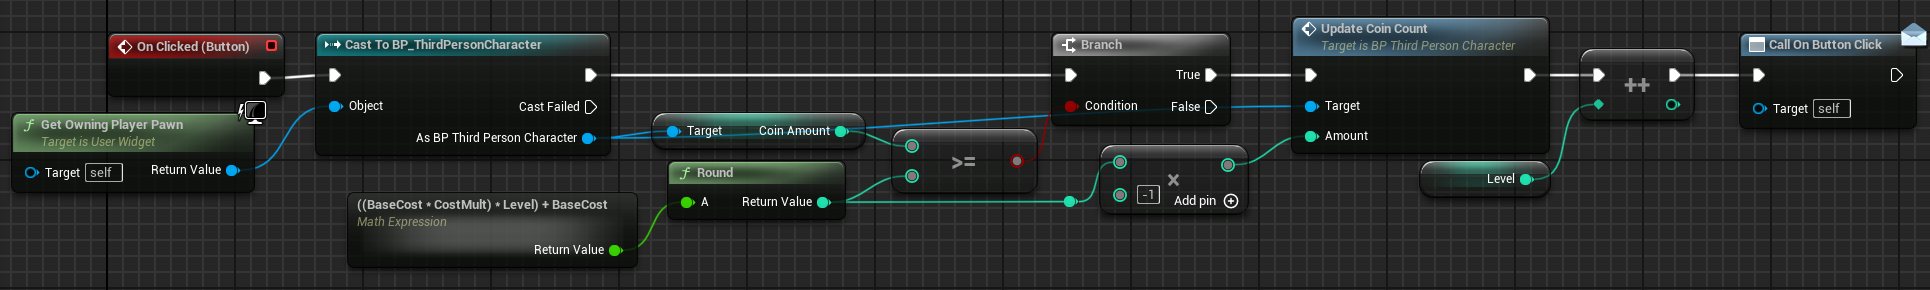 On Clicked (Button)
Get Owning Player Pawn
Target is User Widget
Target self
Return Value
Cast To BP_ThirdPersonCharacter
Object
Cast Failed
As BP Third Person Character
((BaseCost * CostMult) * Level) + BaseCost
Math Expression
Return Value
Target Coin Amount
Round
A Return Value
>=
Branch
True
Condition False
×
-1
Add pin
Update Coin Count
Target is BP Third Person Character
Target
Amount
Level
++
Call On Button Click
Target self